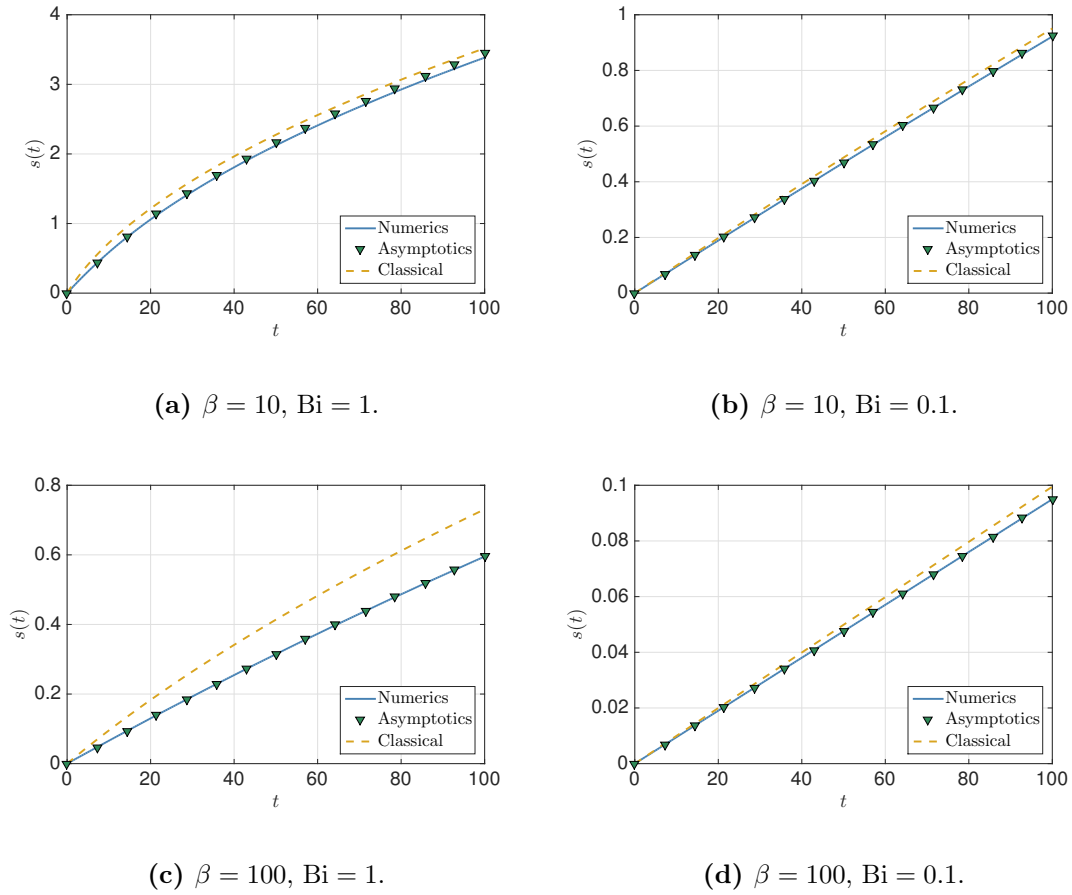 4
3
2
1
0
s(t)
0 20 40 60 80 100
t
Numerics
Asymptotics
Classical
(a) β = 10, Bi = 1.
1
0.8
0.6
0.4
0.2
0
s(t)
0 20 40 60 80 100
t
Numerics
Asymptotics
Classical
(b) β = 10, Bi = 0.1.
0.8
0.6
0.4
0.2
0
s(t)
0 20 40 60 80 100
t
Numerics
Asymptotics
Classical
(c) β = 100, Bi = 1.
0.1
0.08
0.06
0.04
0.02
0
s(t)
0 20 40 60 80 100
t
Numerics
Asymptotics
Classical
(d) β = 100, Bi = 0.1.